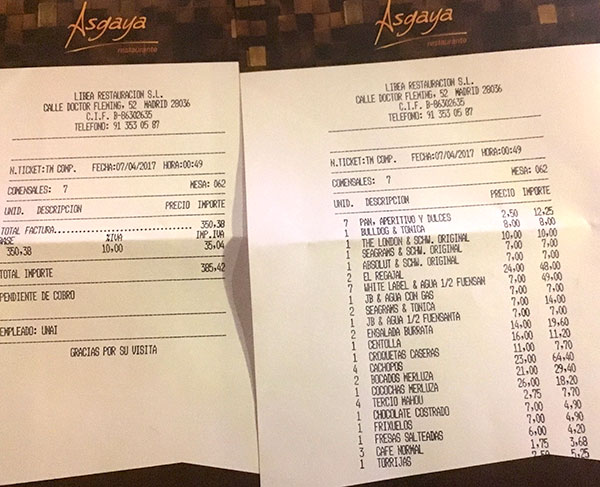 Asgaya
restaurante
LIBEA RESTAURACION S.L.
CALLE DOCTOR FLEMING, 52 MADRID 28036
C.I.F. B-86302635
TELEFONO: 91 353 05 87
N.TICKET:TM COMP. FECHA:07/04/2017 HORA:00:49
COMENSALES: 7 MESA: 062
UNID. DESCRIPCION PRECIO IMPORTE
TOTAL FACTURA.................... 350,38
BASE %IVA IMP.IVA
350,38 10,00 35,04
TOTAL IMPORTE 385,42
PENDIENTE DE COBRO
EMPLEADO: UNAI
GRACIAS POR SU VISITA
Asgaya
restaurante
LIBEA RESTAURACION S.L.
CALLE DOCTOR FLEMING, 52 MADRID 28036
C.I.F. B-86302635
TELEFONO: 91 353 05 87
N.TICKET:TM COMP. FECHA:07/04/2017 HORA:00:49
COMENSALES: 7 MESA: 062
UNID. DESCRIPCION PRECIO IMPORTE
7 PAN, APERITIVO Y DULCES 2,50 12,25
1 BULLDOG & TONICA 8,00 8,00
1 THE LONDON & SCHW. ORIGINAL 10,00 10,00
1 SEAGRAMS & SCHW. ORIGINAL 7,00 7,00
1 ABSOLUT & SCHW. ORIGINAL 7,00 7,00
2 EL REGAJAL 24,00 48,00
7 WHITE LABEL & AGUA 1/2 FUENSAN 7,00 49,00
1 JB & AGUA CON GAS 7,00 7,00
2 SEAGRAMS & TONICA 7,00 14,00
1 JB & AGUA 1/2 FUENSANTA 7,00 7,00
2 ENSALADA BURRATA 14,00 19,60
1 CENTOLLA 16,00 11,20
1 CROQUETAS CASERAS 11,00 7,70
4 CACHOPOS 23,00 64,40
2 BOCADOS MERLUZA 21,00 29,40
1 COCOCHAS MERLUZA 26,00 18,20
4 TERCIO MAHOU 2,75 7,70
1 CHOCOLATE COSTRADO 7,00 4,90
1 FRIXUELOS 7,00 4,90
1 FRESAS SALTEADAS 6,00 4,20
3 CAFE NORMAL 1,75 3,68
1 TORRIJAS 5,25